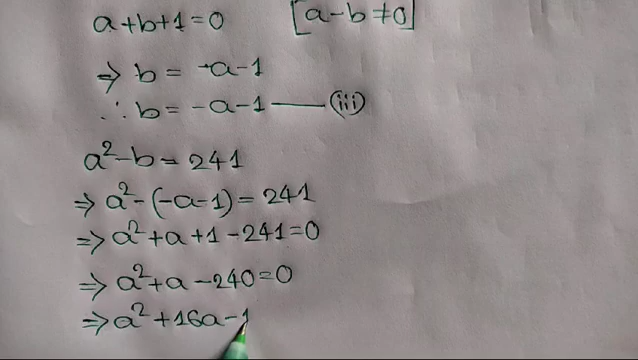 a+b+1=0 [a-b≠0]
⇒ b = -a-1
∴ b = -a-1 —— (iii)
a²-b = 241
⇒ a²-(-a-1) = 241
⇒ a²+a+1-241=0
⇒ a²+a-240=0
⇒ a²+16a-1